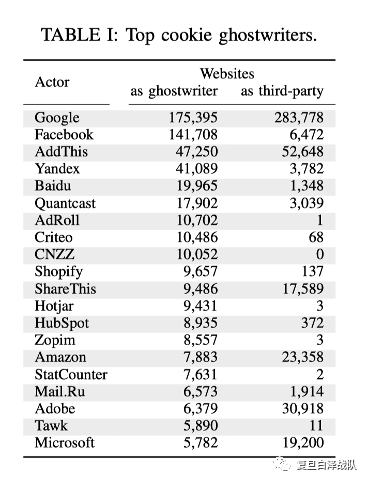 TABLE I: Top cookie ghostwriters.
Websites
Actor as ghostwriter as third-party
Google 175,395 283,778
Facebook 141,708 6,472
AddThis 47,250 52,648
Yandex 41,089 3,782
Baidu 19,965 1,348
Quantcast 17,902 3,039
AdRoll 10,702 1
Criteo 10,486 68
CNZZ 10,052 0
Shopify 9,657 137
ShareThis 9,486 17,589
Hotjar 9,431 3
HubSpot 8,935 372
Zopim 8,557 3
Amazon 7,883 23,358
StatCounter 7,631 2
Mail.Ru 6,573 1,914
Adobe 6,379 30,918
Tawk 5,890 11
Microsoft 5,782 19,200
复旦白泽战队